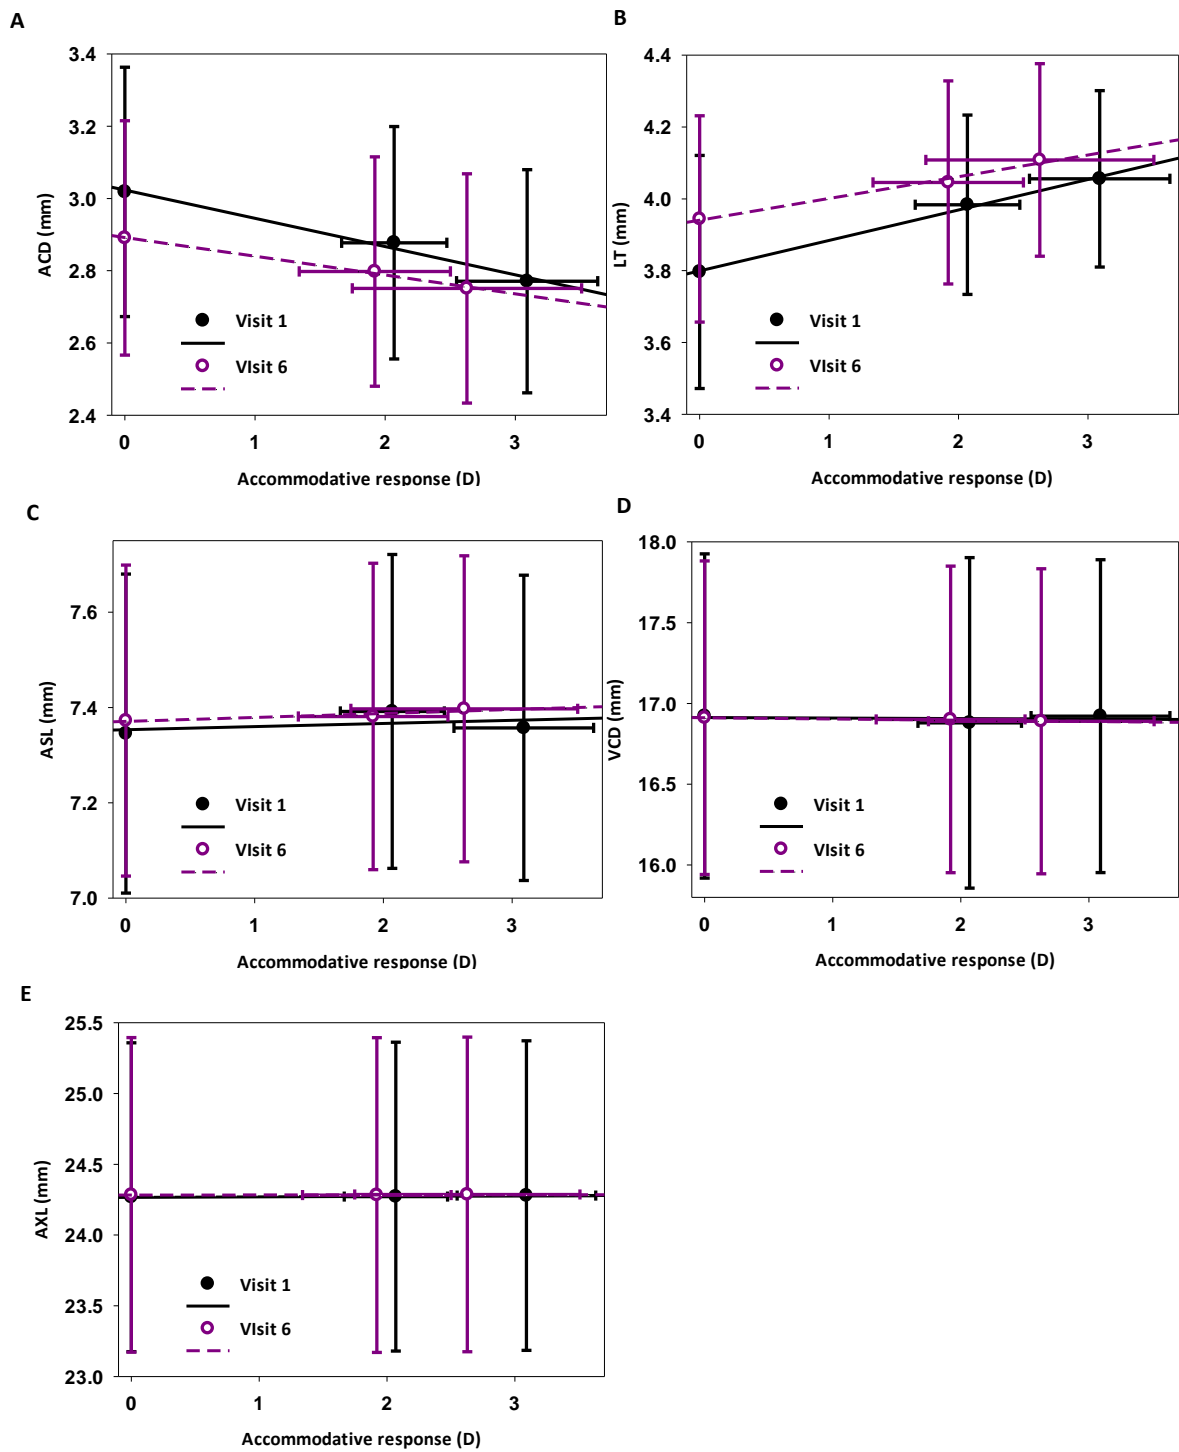 A
3.4
3.2
3.0
2.8
2.6
2.4
ACD (mm)
Visit 1
VIsit 6
0
1
2
3
Accommodative response (D)
B
4.4
4.2
4.0
3.8
3.6
3.4
LT (mm)
Visit 1
VIsit 6
0
1
2
3
Accommodative response (D)
C
7.6
7.4
7.2
7.0
ASL (mm)
Visit 1
VIsit 6
0
1
2
3
Accommodative response (D)
D
18.0
17.5
17.0
16.5
16.0
VCD (mm)
Visit 1
VIsit 6
0
1
2
3
Accommodative response (D)
E
25.5
25.0
24.5
24.0
23.5
23.0
AXL (mm)
Visit 1
VIsit 6
0
1
2
3
Accommodative response (D)